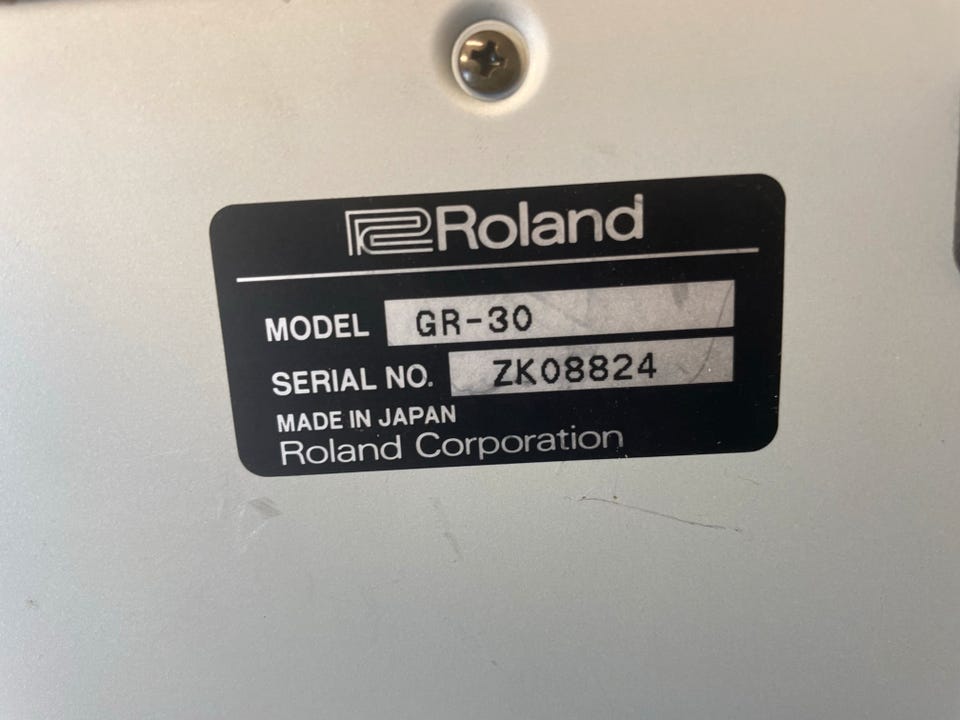 Roland
MODEL GR-30
SERIAL NO. ZK08824
MADE IN JAPAN
Roland Corporation